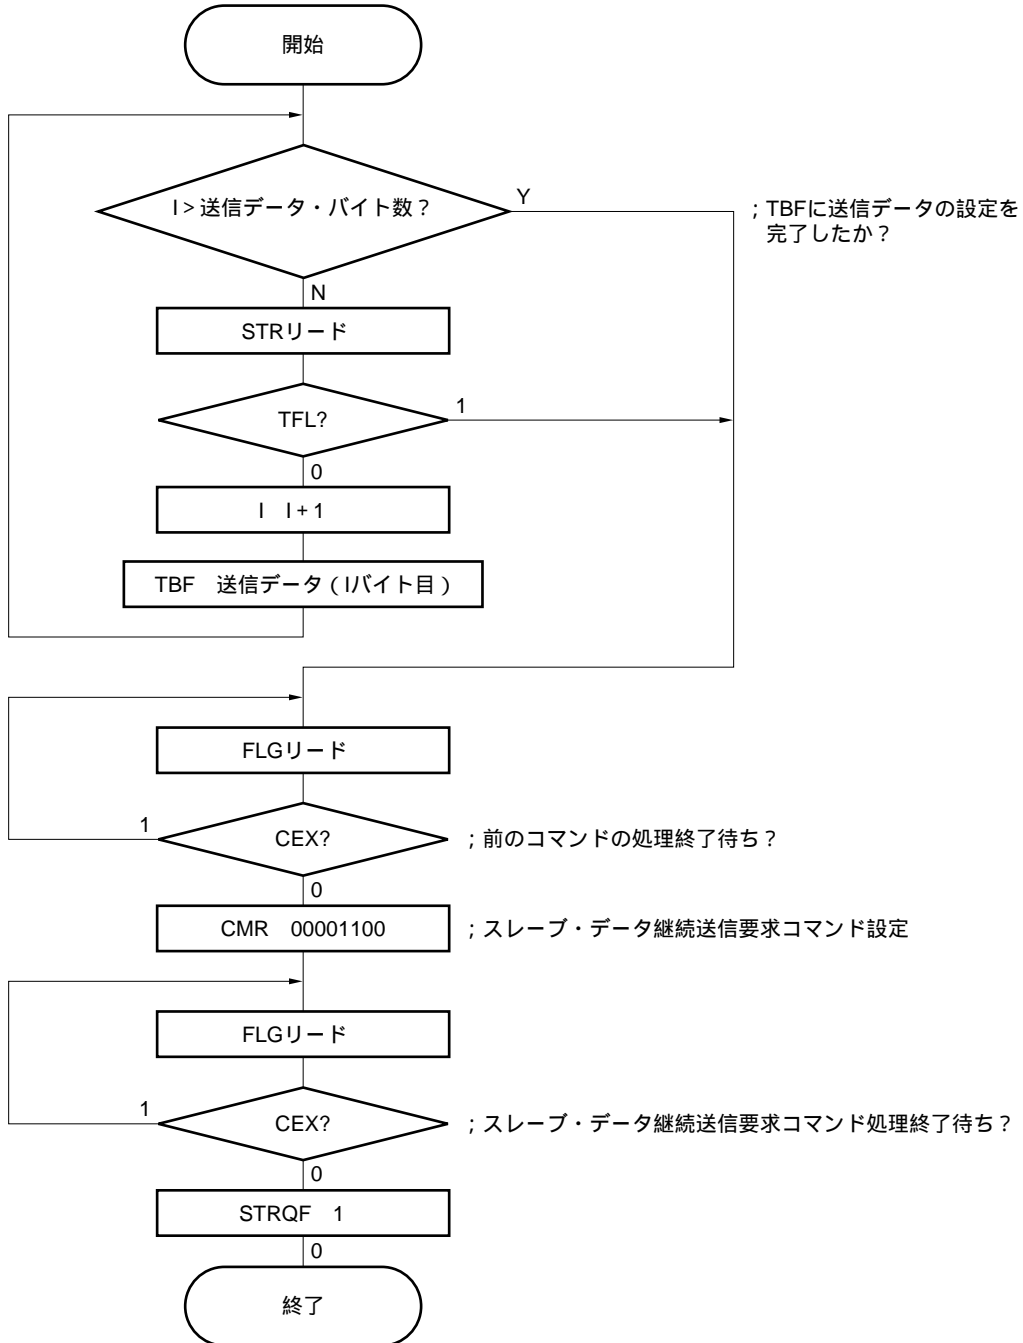 開始
I > 送信データ・バイト数？
Y
；TBFに送信データの設定を
完了したか？
N
STRリード
TFL?
1
0
I　I + 1
TBF　送信データ（Iバイト目）
FLGリード
1
CEX?
；前のコマンドの処理終了待ち？
0
CMR　00001100
；スレーブ・データ継続送信要求コマンド設定
FLGリード
1
CEX?
；スレーブ・データ継続送信要求コマンド処理終了待ち？
0
STRQF　1
0
終了